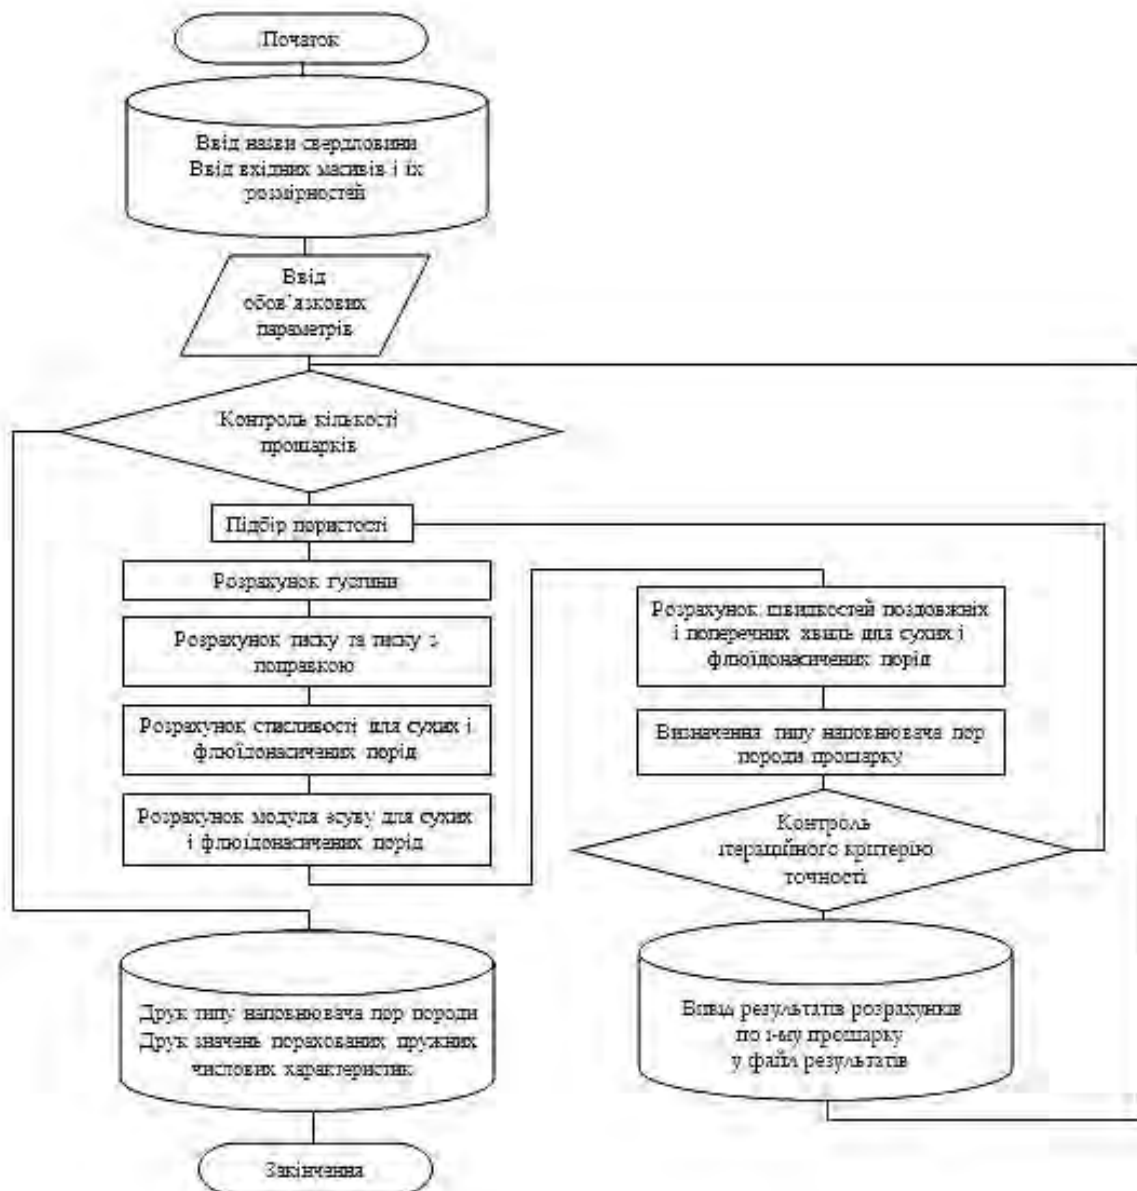 Початок
Ввід назви свердловини
Ввід вхідних масивів і їх
розмірностей
Ввід
обов'язкових
параметрів
Контроль кількості
прошарків
Підбір пористості
Розрахунок густини
Розрахунок тиску та тиску з
поправкою
Розрахунок стисливості для сухих і
флюїдонасичених порід
Розрахунок модуля зсуву для сухих
і флюїдонасичених порід
Розрахунок швидкостей поздовжніх
і поперечних хвиль для сухих і
флюїдонасичених порід
Визначення типу наповнювача пор
породи прошарку
Контроль
ітераційного критерію
точності
Вивід результатів розрахунків
по і-му прошарку
у файл результатів
Друк типу наповнювача пор породи
Друк значень порахованих пружних
числових характеристик
Закінчення